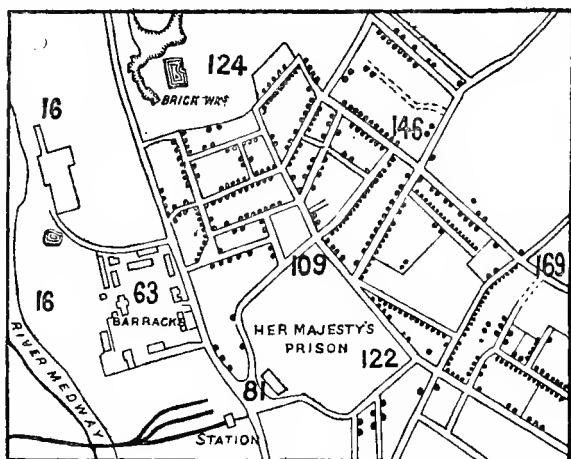 124
BRICK WKS
16
146
109
169
16
63
BARRACKS
HER MAJESTY'S
PRISON
122
RIVER MEDWAY
81
STATION